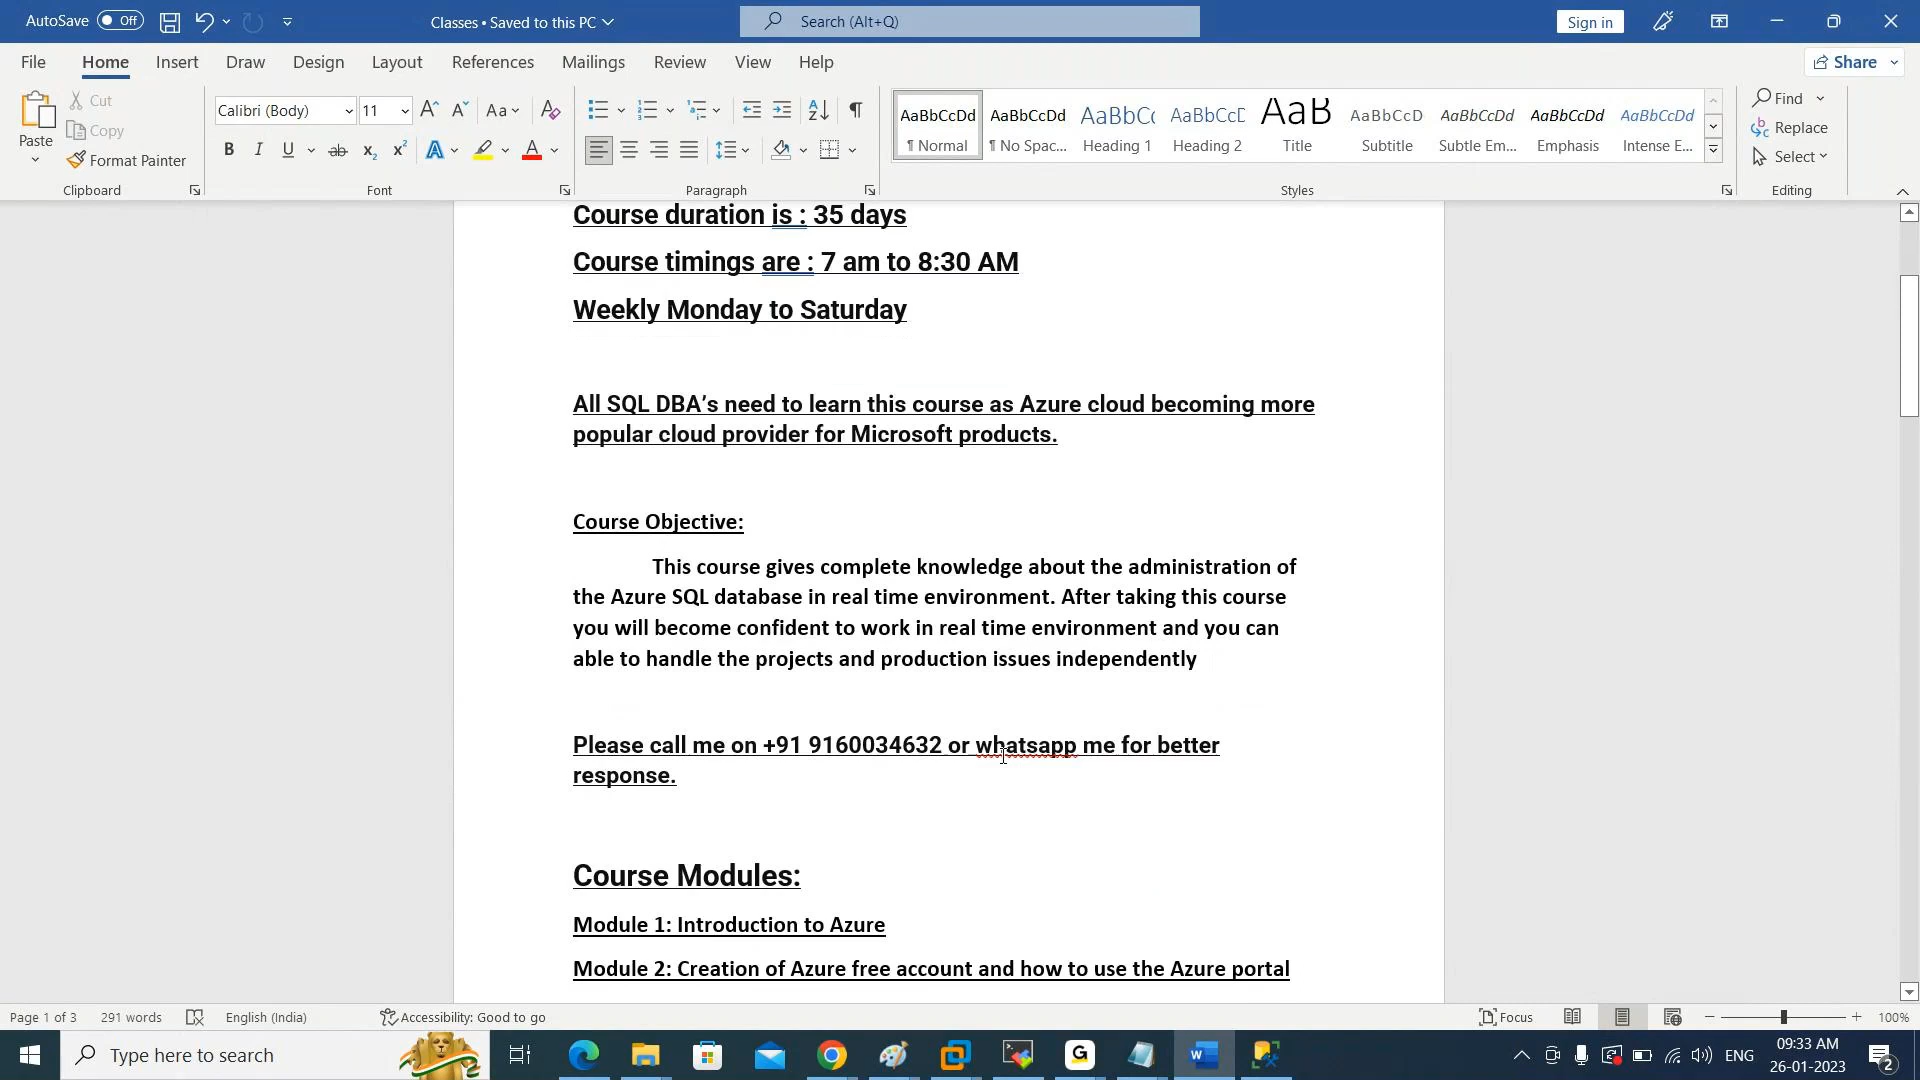 AutoSave Off Classes • Saved to this PC Search (Alt+Q) Sign in
File Home Insert Draw Design Layout References Mailings Review View Help Share
Paste Cut Copy Format Painter
Calibri (Body) 11
AaBbCcDd AaBbCcDd AaBbC( AaBbCcD AaB AaBbCcD AaBbCcDd AaBbCcDd AaBbCcDd
¶ Normal ¶ No Spac... Heading 1 Heading 2 Title Subtitle Subtle Em... Emphasis Intense E...
Find Replace Select
Clipboard Font Paragraph Styles Editing
Course duration is : 35 days
Course timings are : 7 am to 8:30 AM
Weekly Monday to Saturday
All SQL DBA’s need to learn this course as Azure cloud becoming more
popular cloud provider for Microsoft products.
Course Objective:
This course gives complete knowledge about the administration of
the Azure SQL database in real time environment. After taking this course
you will become confident to work in real time environment and you can
able to handle the projects and production issues independently
Please call me on +91 9160034632 or whatsapp me for better
response.
Course Modules:
Module 1: Introduction to Azure
Module 2: Creation of Azure free account and how to use the Azure portal
Page 1 of 3 291 words English (India) Accessibility: Good to go Focus 100%
Type here to search ENG 09:33 AM
26-01-2023 2